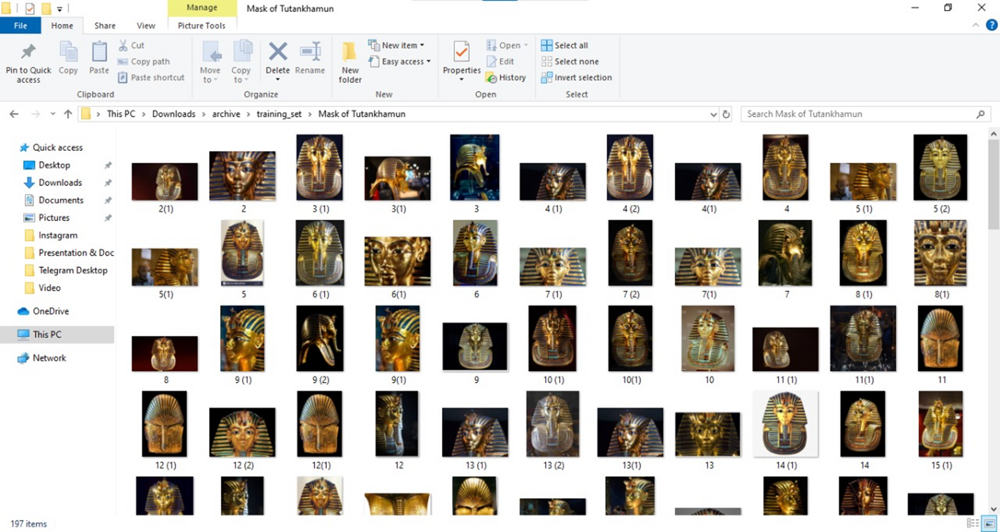 Manage
Mask of Tutankhamun
File
Home
Share
View
Picture Tools
Pin to Quick access
Copy
Paste
Cut
Copy path
Paste shortcut
Move to
Copy to
Delete
Rename
New folder
New item
Easy access
Properties
Open
Edit
History
Select all
Select none
Invert selection
Clipboard
Organize
New
Open
Select
This PC > Downloads > archive > training_set > Mask of Tutankhamun
Search Mask of Tutankhamun
Quick access
Desktop
Downloads
Documents
Pictures
Instagram
Presentation & Doc
Telegram Desktop
Video
OneDrive
This PC
Network
2(1) 2 3 (1) 3(1) 3 4 (1) 4 (2) 4(1) 4 5 (1) 5 (2)
5(1) 5 6 (1) 6(1) 6 7 (1) 7 (2) 7(1) 7 8 (1) 8(1)
8 9 (1) 9 (2) 9(1) 9 10 (1) 10(1) 10 11 (1) 11(1) 11
12 (1) 12 (2) 12(1) 12 13 (1) 13 (2) 13(1) 13 14 (1) 14 15 (1)
197 items